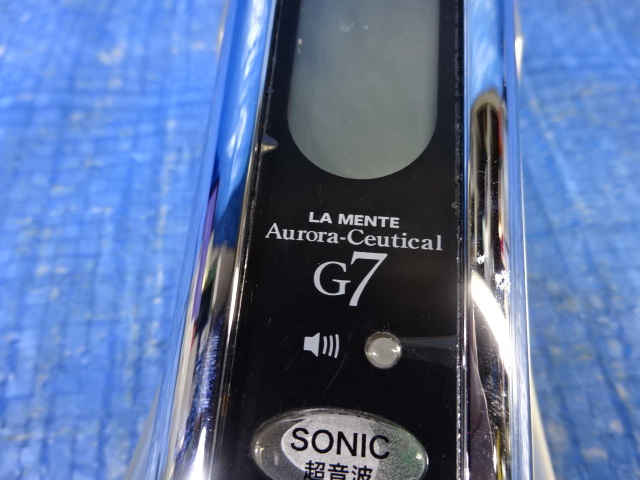 LA MENTE
Aurora-Ceutical
G7
SONIC
超音波